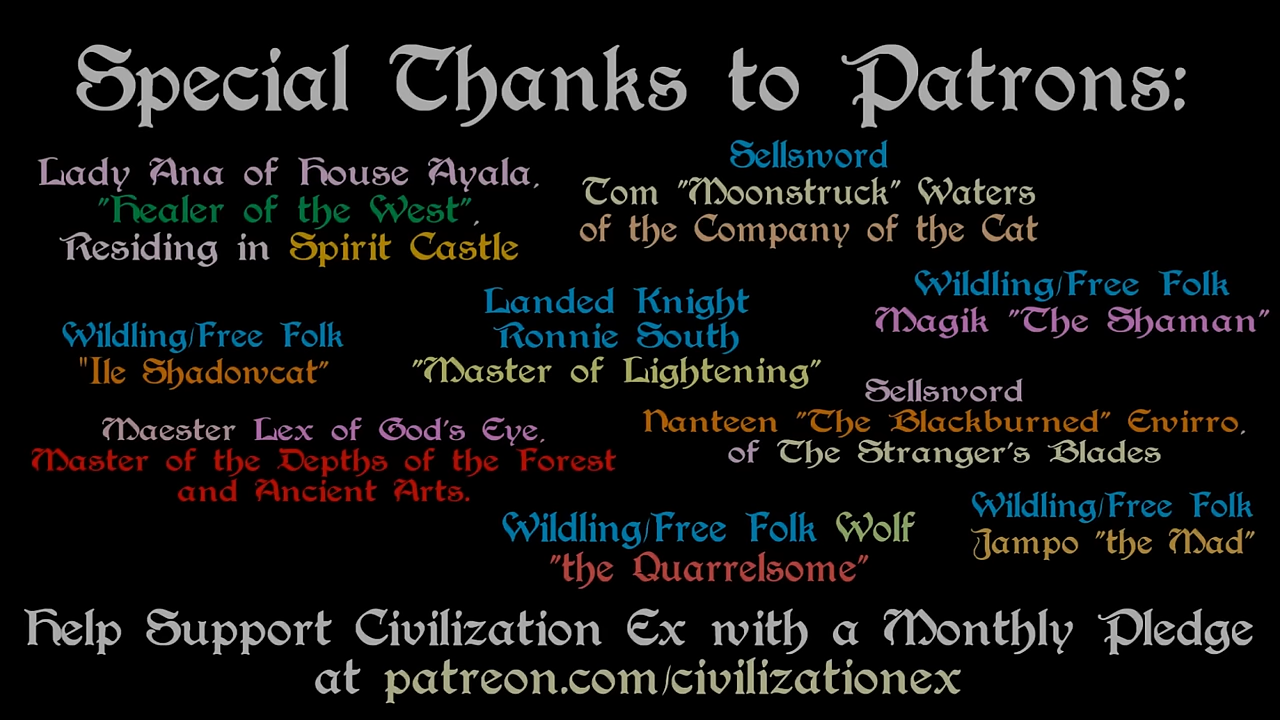 Special Thanks to Patrons:
Lady Ana of House Ayala,
"Healer of the West",
Residing in Spirit Castle
Sellsword
Tom "Moonstruck" Waters
of the Company of the Cat
Wildling/Free Folk
Magik "The Shaman"
Landed Knight
Ronnie South
"Master of Lightening"
Wildling/Free Folk
"Ile Shadowcat"
Sellsword
Nanteen "The Blackburned" Ewirro,
of The Stranger's Blades
Maester Lex of God's Eye,
Master of the Depths of the Forest
and Ancient Arts.
Wildling/Free Folk Wolf
"the Quarrelsome"
Wildling/Free Folk
Jampo "the Mad"
Help Support Civilization Ex with a Monthly Pledge
at patreon.com/civilizationex